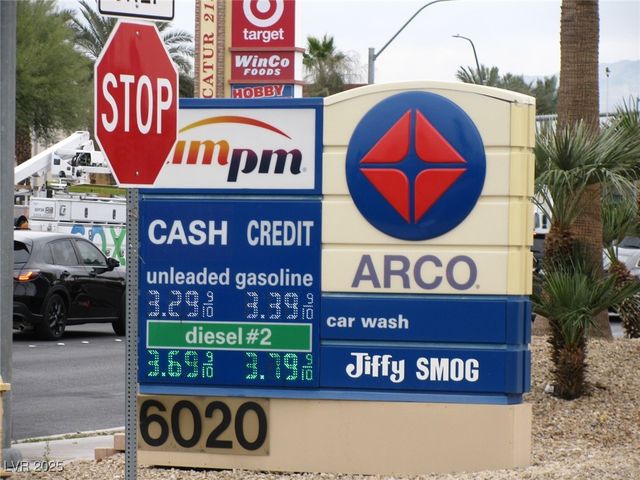 STOP
CATUR 215
target
WinCo
FOODS
HOBBY
ampm
ARCO
CASH CREDIT
unleaded gasoline
3.29 9/10 3.39 9/10
diesel #2
3.69 9/10 3.79 9/10
car wash
Jiffy SMOG
6020
LVR 2025